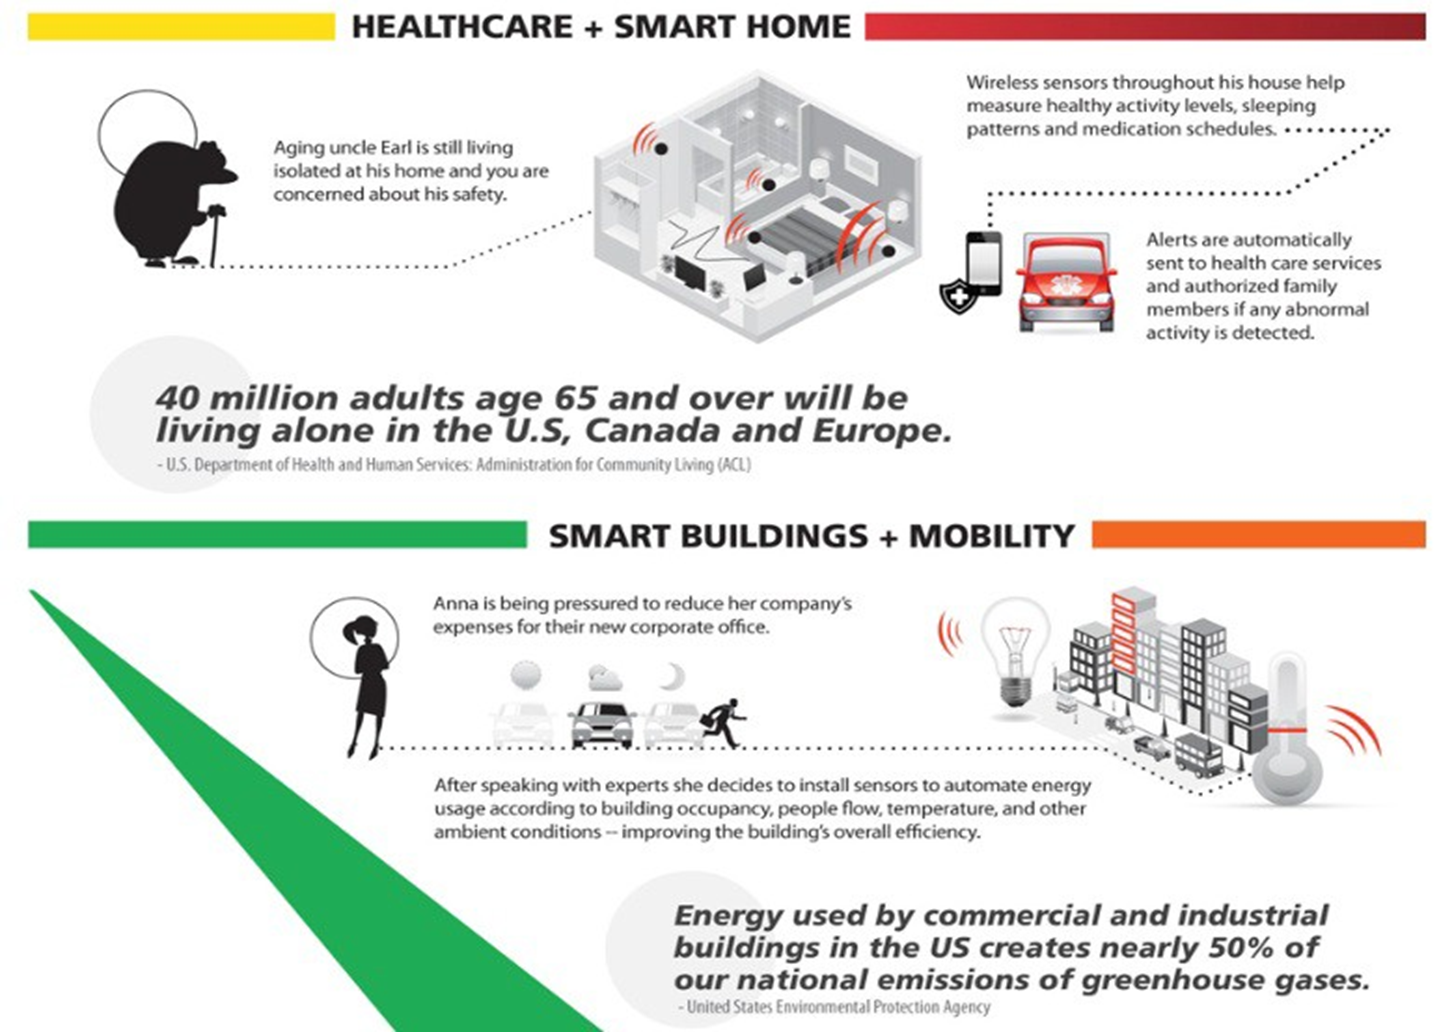 HEALTHCARE + SMART HOME
Aging uncle Earl is still living
isolated at his home and you are
concerned about his safety.
Wireless sensors throughout his house help
measure healthy activity levels, sleeping
patterns and medication schedules.
Alerts are automatically
sent to health care services
and authorized family
members if any abnormal
activity is detected.
40 million adults age 65 and over will be
living alone in the U.S, Canada and Europe.
- U.S. Department of Health and Human Services: Administration for Community Living (ACL)
SMART BUILDINGS + MOBILITY
Anna is being pressured to reduce her company's
expenses for their new corporate office.
After speaking with experts she decides to install sensors to automate energy
usage according to building occupancy, people flow, temperature, and other
ambient conditions -- improving the building's overall efficiency.
Energy used by commercial and industrial
buildings in the US creates nearly 50% of
our national emissions of greenhouse gases.
- United States Environmental Protection Agency